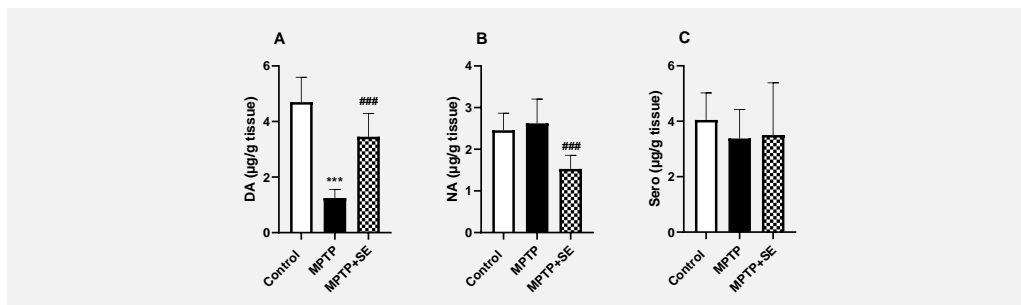 A
DA (µg/g tissue)
6
4
2
0
***
###
Control
MPTP
MPTP+SE
B
NA (µg/g tissue)
4
3
2
1
0
###
Control
MPTP
MPTP+SE
C
Sero (µg/g tissue)
6
4
2
0
Control
MPTP
MPTP+SE